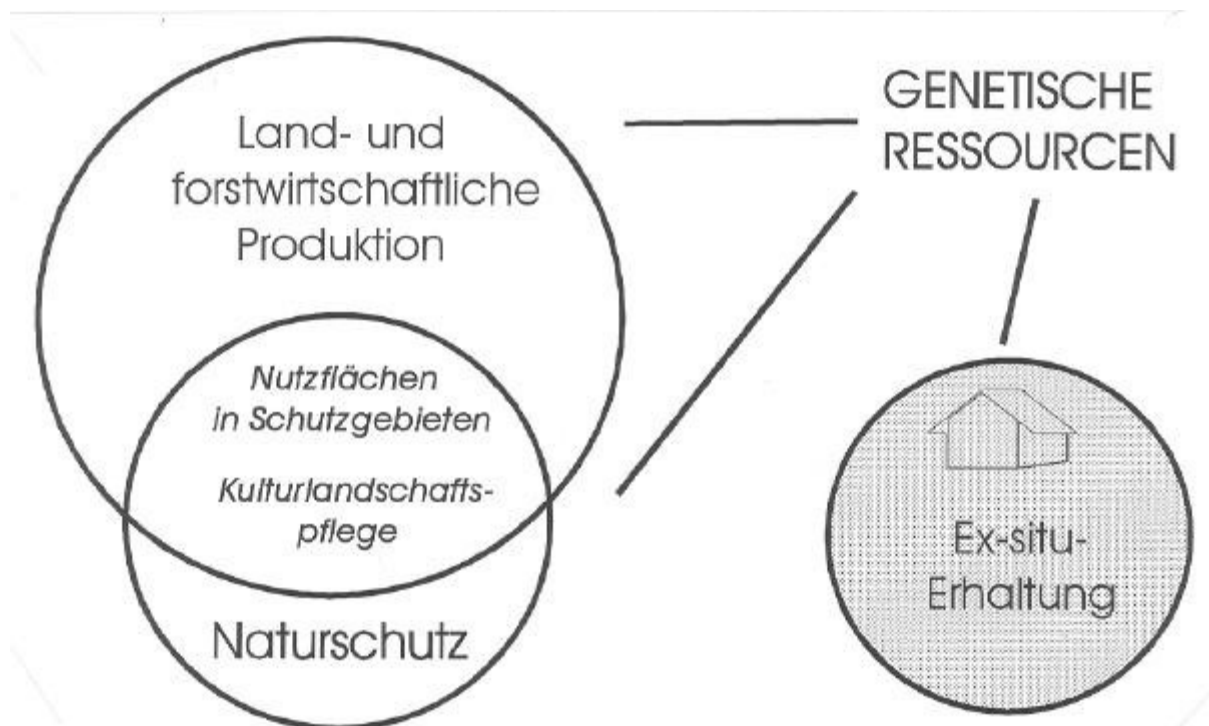 Land- und
forstwirtschaftliche
Produktion
Nutzflächen
in Schutzgebieten
Kulturlandschafts-
pflege
Naturschutz
GENETISCHE
RESSOURCEN
Ex-situ-
Erhaltung